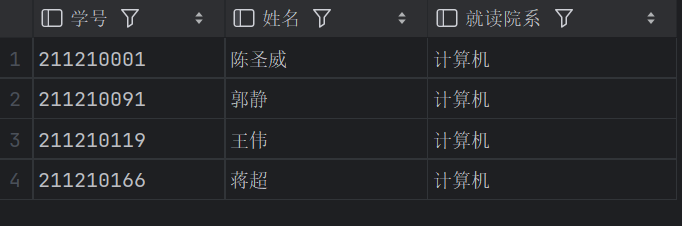 学号 姓名 就读院系
1 211210001 陈圣威 计算机
2 211210091 郭静 计算机
3 211210119 王伟 计算机
4 211210166 蒋超 计算机